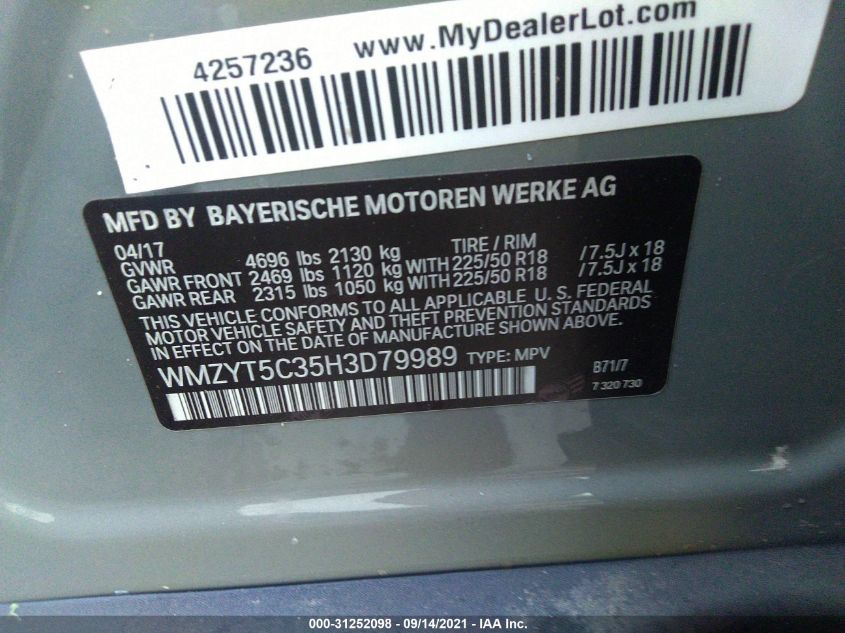 www.MyDealerLot.com
4257236
MFD BY BAYERISCHE MOTOREN WERKE AG
04/17 TIRE / RIM
GVWR 4696 lbs 2130 kg
GAWR FRONT 2469 lbs 1120 kg WITH 225/50 R18 / 7.5J x 18
GAWR REAR 2315 lbs 1050 kg WITH 225/50 R18 / 7.5J x 18
THIS VEHICLE CONFORMS TO ALL APPLICABLE U. S. FEDERAL
MOTOR VEHICLE SAFETY AND THEFT PREVENTION STANDARDS
IN EFFECT ON THE DATE OF MANUFACTURE SHOWN ABOVE.
WMZYT5C35H3D79989 TYPE: MPV B71/7
7 320 730
000-31252098 - 09/14/2021 - IAA Inc.